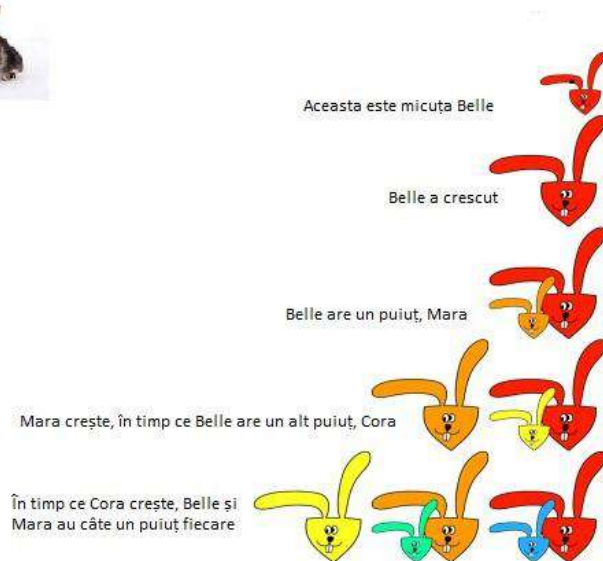 Aceasta este micuța Belle
Belle a crescut
Belle are un puiuț, Mara
Mara crește, în timp ce Belle are un alt puiuț, Cora
În timp ce Cora crește, Belle și
Mara au câte un puiuț fiecare